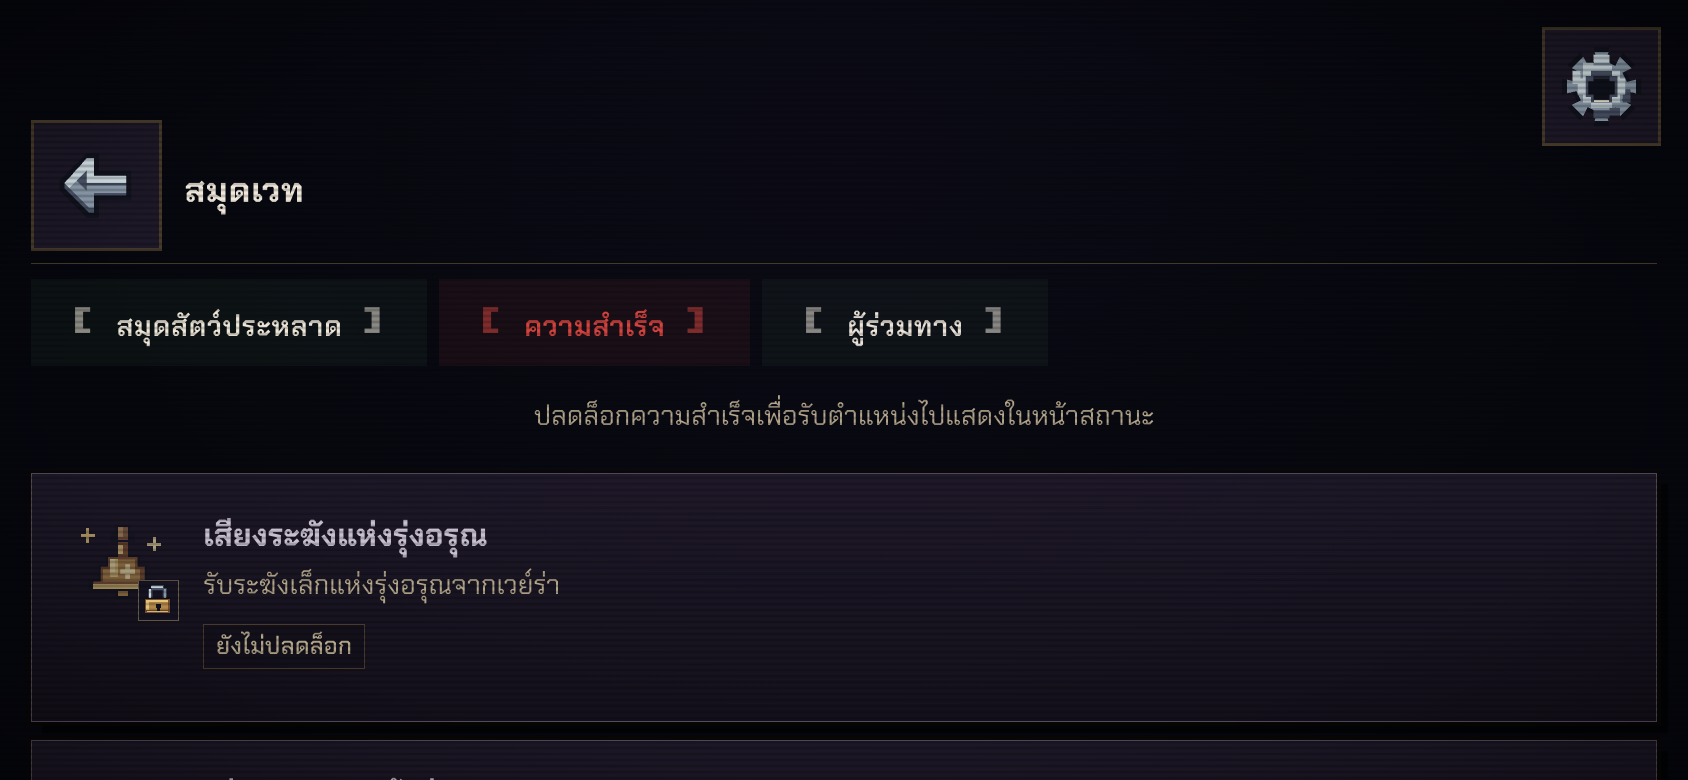 สมุดเวท
[ สมุดสัตว์ประหลาด ] [ ความสำเร็จ ] [ ผู้ร่วมทาง ]
ปลดล็อกความสำเร็จเพื่อรับตำแหน่งไปแสดงในหน้าสถานะ
เสียงระฆังแห่งรุ่งอรุณ
รับระฆังเล็กแห่งรุ่งอรุณจากเวย์ร่า
ยังไม่ปลดล็อก